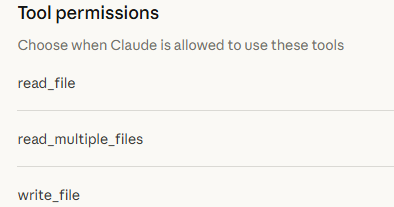 Tool permissions
Choose when Claude is allowed to use these tools
read_file
read_multiple_files
write_file